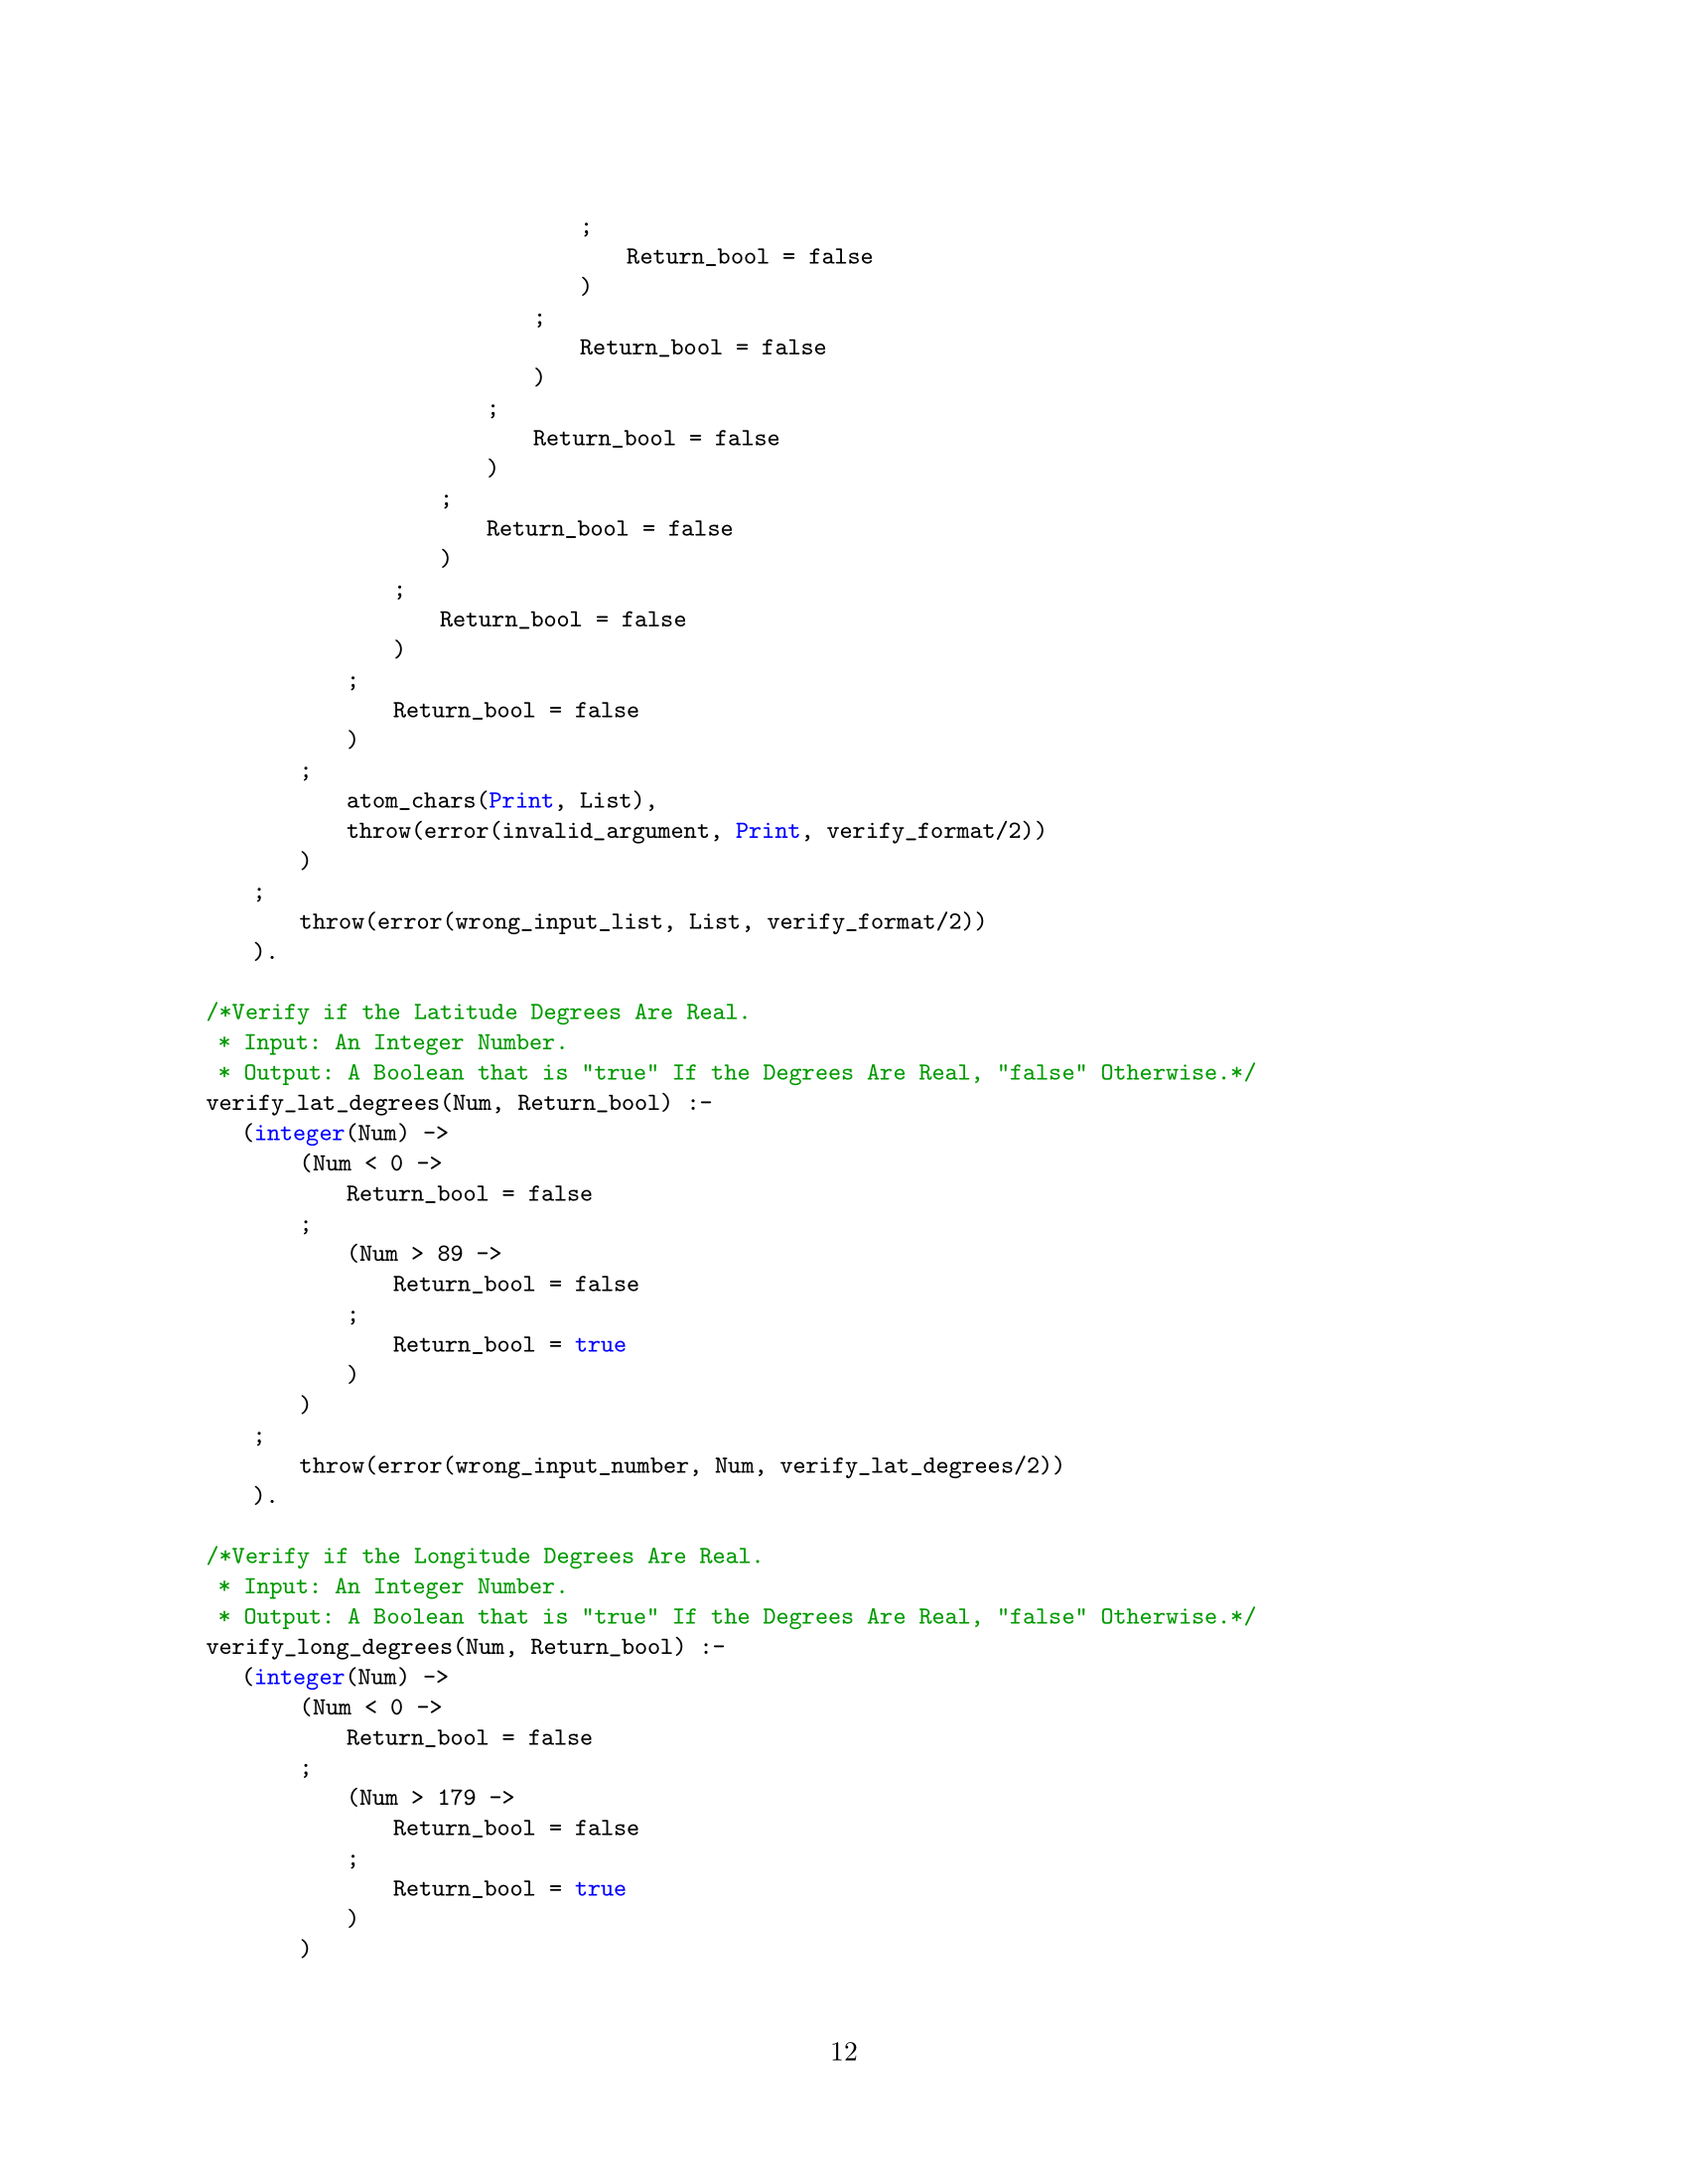 ;
Return_bool = false
)
;
Return_bool = false
)
;
Return_bool = false
)
;
Return_bool = false
)
;
Return_bool = false
)
;
Return_bool = false
)
;
atom_chars(Print, List),
throw(error(invalid_argument, Print, verify_format/2))
)
;
throw(error(wrong_input_list, List, verify_format/2))
).
/*Verify if the Latitude Degrees Are Real.
* Input: An Integer Number.
* Output: A Boolean that is "true" If the Degrees Are Real, "false" Otherwise.*/
verify_lat_degrees(Num, Return_bool) :-
(integer(Num) ->
(Num < 0 ->
Return_bool = false
;
(Num > 89 ->
Return_bool = false
;
Return_bool = true
)
)
;
throw(error(wrong_input_number, Num, verify_lat_degrees/2))
).
/*Verify if the Longitude Degrees Are Real.
* Input: An Integer Number.
* Output: A Boolean that is "true" If the Degrees Are Real, "false" Otherwise.*/
verify_long_degrees(Num, Return_bool) :-
(integer(Num) ->
(Num < 0 ->
Return_bool = false
;
(Num > 179 ->
Return_bool = false
;
Return_bool = true
)
)
12